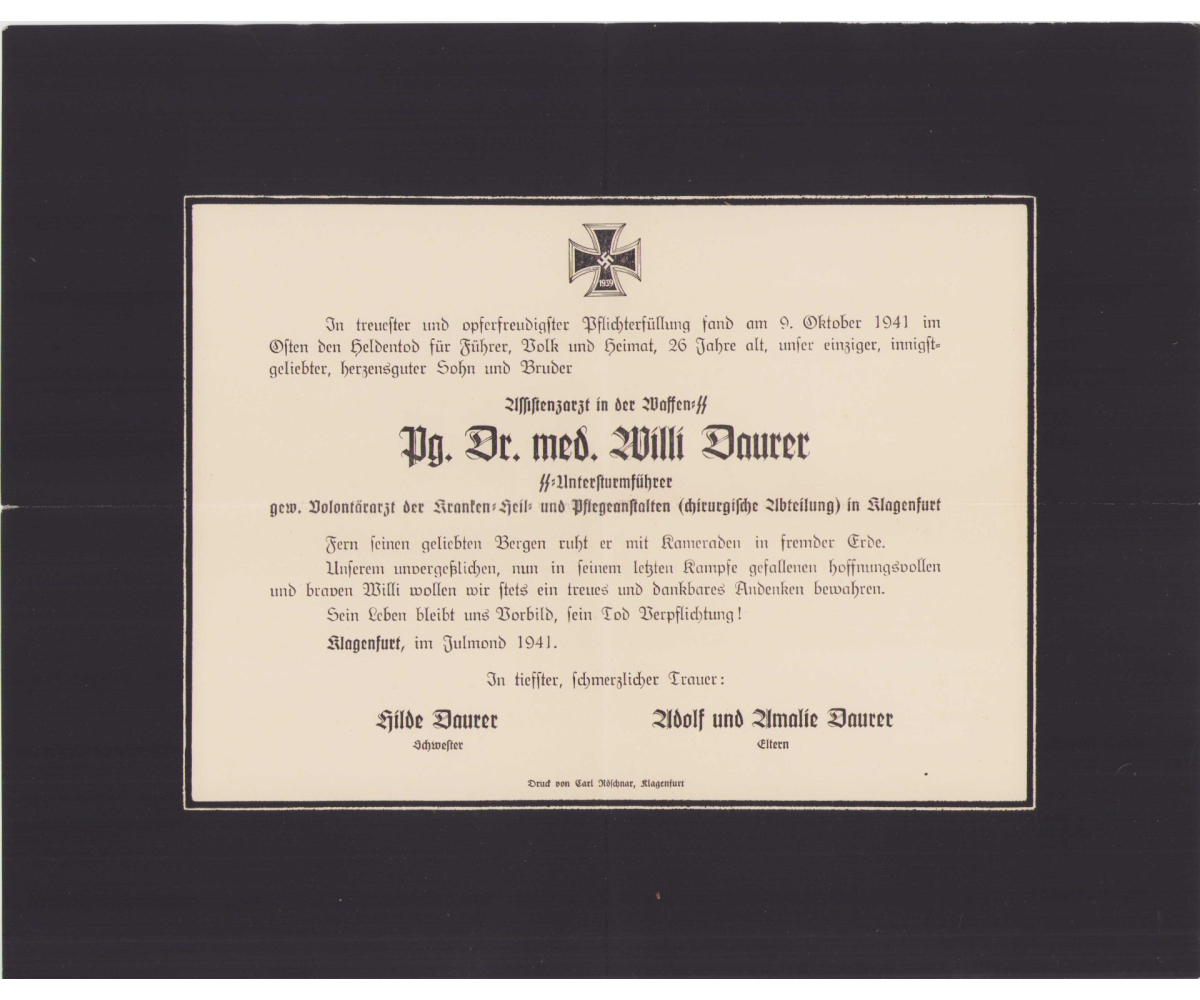 1939
In treuester und opferfreudigster Pflichterfüllung fand am 9. Oktober 1941 im
Osten den Heldentod für Führer, Volk und Heimat, 26 Jahre alt, unser einziger, innigst-
geliebter, herzensguter Sohn und Bruder
Assistenzarzt in der Waffen-SS
Pg. Dr. med. Willi Daurer
SS-Untersturmführer
gew. Volontärarzt der Kranken-Heil- und Pflegeanstalten (chirurgische Abteilung) in Klagenfurt
Fern seinen geliebten Bergen ruht er mit Kameraden in fremder Erde.
Unserem unvergeßlichen, nun in seinem letzten Kampfe gefallenen hoffnungsvollen
und braven Willi wollen wir stets ein treues und dankbares Andenken bewahren.
Sein Leben bleibt uns Vorbild, sein Tod Verpflichtung!
Klagenfurt, im Julmond 1941.
In tiefster, schmerzlicher Trauer:
Hilde Daurer
Schwester
Adolf und Amalie Daurer
Eltern
Druck von Carl Röschnar, Klagenfurt